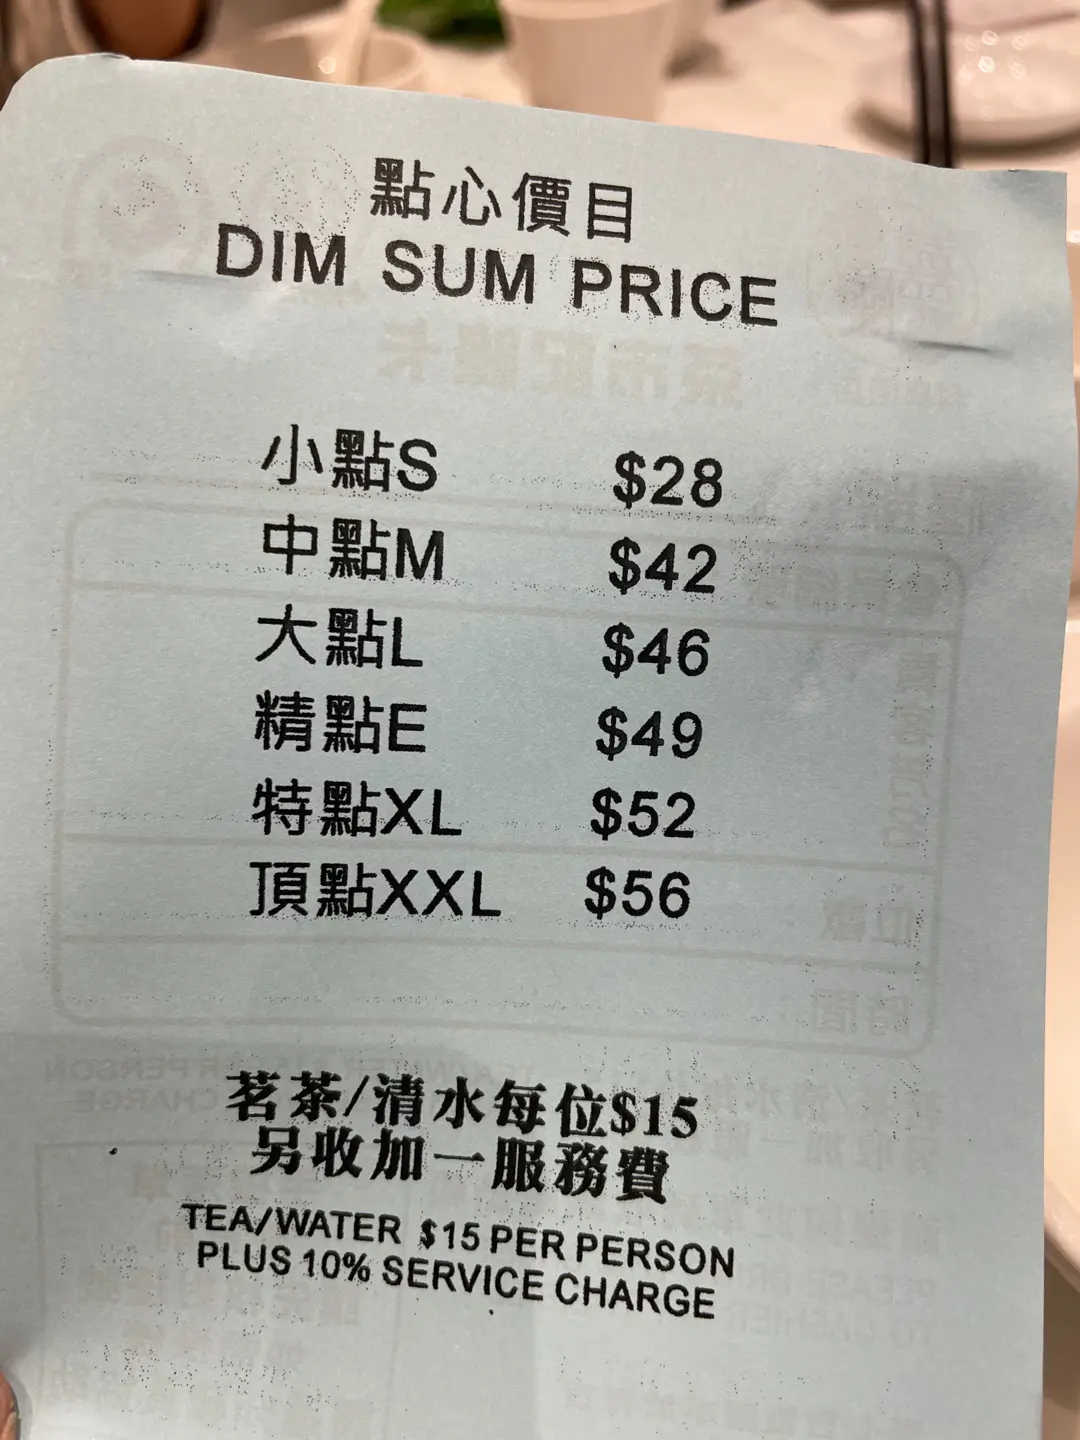 點心價目
DIM SUM PRICE
小點S $28
中點M $42
大點L $46
精點E $49
特點XL $52
頂點XXL $56
茗茶/清水每位$15
另收加一服務費
TEA/WATER $15 PER PERSON
PLUS 10% SERVICE CHARGE